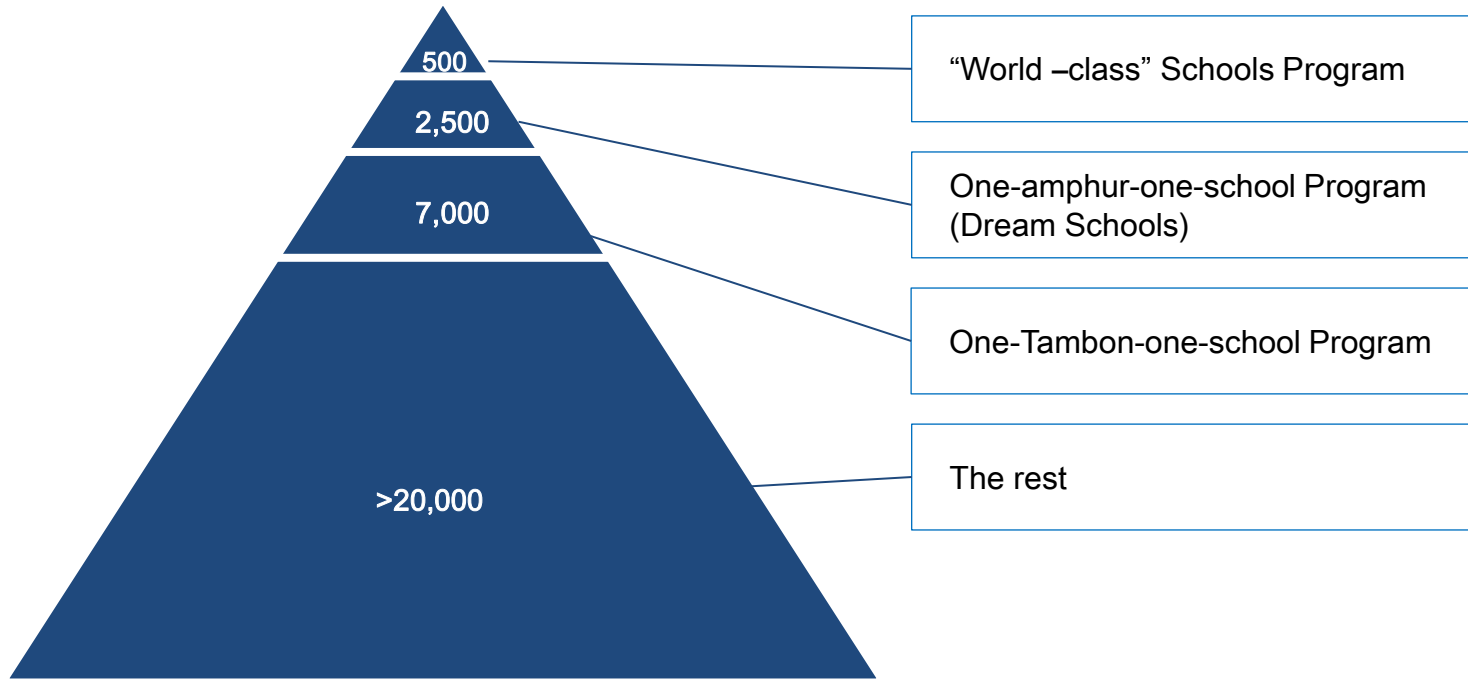 500
“World –class” Schools Program
2,500
One-amphur-one-school Program
(Dream Schools)
7,000
One-Tambon-one-school Program
>20,000
The rest